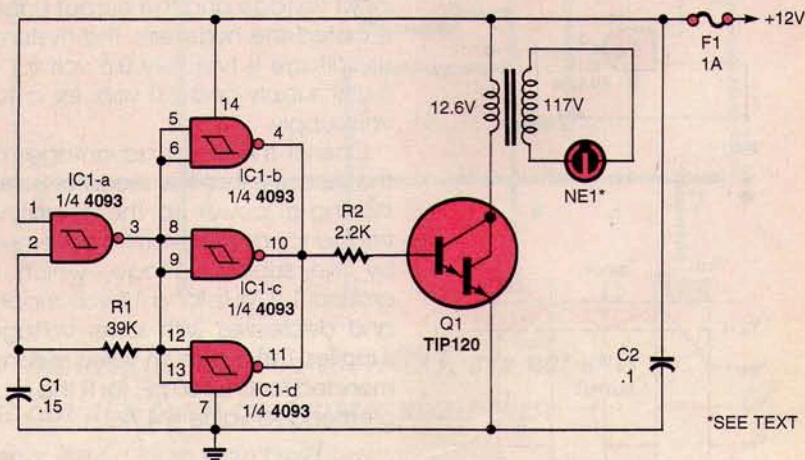 +12V
F1
1A
14
5
6
4
12.6V
117V
IC1-a
1/4 4093
IC1-b
1/4 4093
NE1*
1
2
3
8
9
10
R2
2.2K
IC1-c
1/4 4093
R1
39K
12
13
11
Q1
TIP120
C1
.15
7
IC1-d
1/4 4093
C2
.1
*SEE TEXT